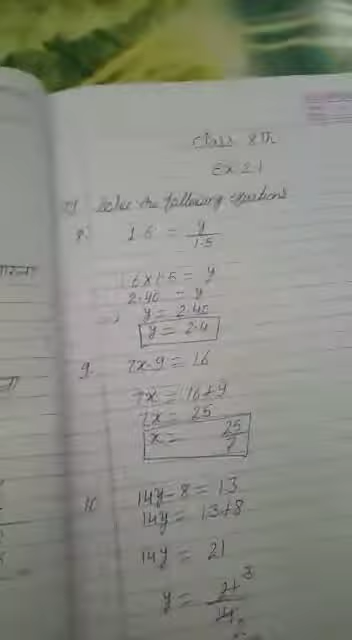 Class 8th
Ex 2.1
Q1 Solve the following equations
8. 1.6 = y/1.5
1.6 x 1.5 = y
2.40 = y
=> y = 2.40
y = 2.4
9. 7x-9 = 16
7x = 16+9
7x = 25
x = 25/7
10. 14y-8 = 13
14y = 13+8
14y = 21
y = 21 3/14